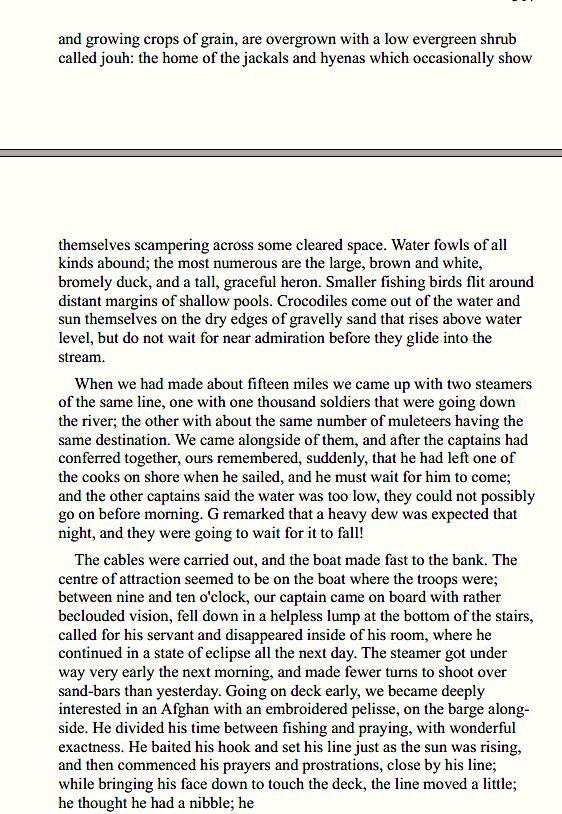 and growing crops of grain, are overgrown with a low evergreen shrub
called jouh: the home of the jackals and hyenas which occasionally show
themselves scampering across some cleared space. Water fowls of all
kinds abound; the most numerous are the large, brown and white,
bromely duck, and a tall, graceful heron. Smaller fishing birds flit around
distant margins of shallow pools. Crocodiles come out of the water and
sun themselves on the dry edges of gravelly sand that rises above water
level, but do not wait for near admiration before they glide into the
stream.
When we had made about fifteen miles we came up with two steamers
of the same line, one with one thousand soldiers that were going down
the river; the other with about the same number of muleteers having the
same destination. We came alongside of them, and after the captains had
conferred together, ours remembered, suddenly, that he had left one of
the cooks on shore when he sailed, and he must wait for him to come;
and the other captains said the water was too low, they could not possibly
go on before morning. G remarked that a heavy dew was expected that
night, and they were going to wait for it to fall!
The cables were carried out, and the boat made fast to the bank. The
centre of attraction seemed to be on the boat where the troops were;
between nine and ten o'clock, our captain came on board with rather
beclouded vision, fell down in a helpless lump at the bottom of the stairs,
called for his servant and disappeared inside of his room, where he
continued in a state of eclipse all the next day. The steamer got under
way very early the next morning, and made fewer turns to shoot over
sand-bars than yesterday. Going on deck early, we became deeply
interested in an Afghan with an embroidered pelisse, on the barge along-
side. He divided his time between fishing and praying, with wonderful
exactness. He baited his hook and set his line just as the sun was rising,
and then commenced his prayers and prostrations, close by his line;
while bringing his face down to touch the deck, the line moved a little;
he thought he had a nibble; he